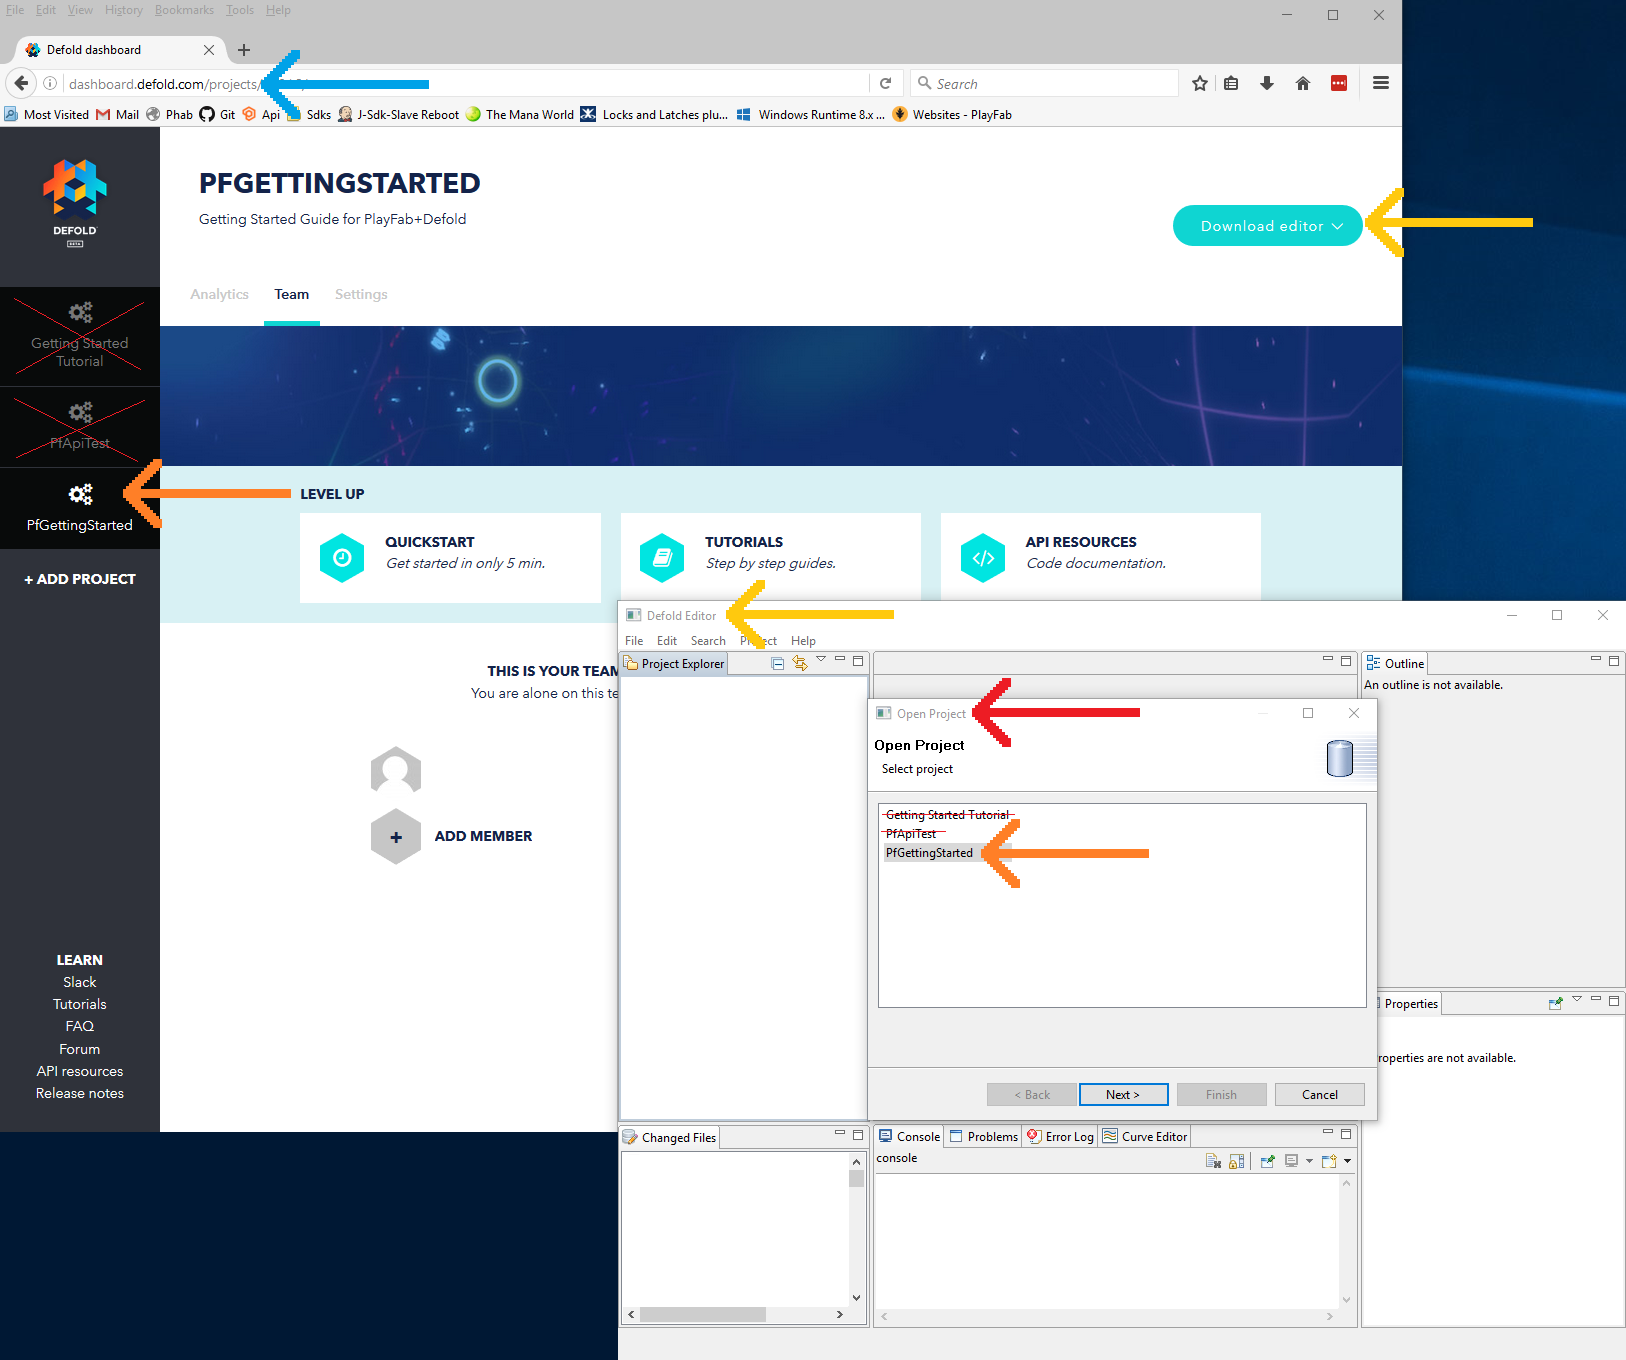 File Edit View History Bookmarks Tools Help
Defold dashboard
dashboard.defold.com/projects/
Search
Most Visited Mail Phab Git Api Sdks J-Sdk-Slave Reboot The Mana World Locks and Latches plu... Windows Runtime 8.x ... Websites - PlayFab
DEFOLD
BETA
PFGETTINGSTARTED
Getting Started Guide for PlayFab+Defold
Download editor
Analytics Team Settings
Getting Started
Tutorial
PfApiTest
PfGettingStarted
+ ADD PROJECT
LEVEL UP
QUICKSTART
Get started in only 5 min.
TUTORIALS
Step by step guides.
API RESOURCES
Code documentation.
THIS IS YOUR TEAM
You are alone on this te
+ ADD MEMBER
LEARN
Slack
Tutorials
FAQ
Forum
API resources
Release notes
Defold Editor
File Edit Search Project Help
Project Explorer
Outline
An outline is not available.
Open Project
Open Project
Select project
Getting Started Tutorial
PfApiTest
PfGettingStarted
< Back Next > Finish Cancel
Properties
roperties are not available.
Changed Files
Console Problems Error Log Curve Editor
console